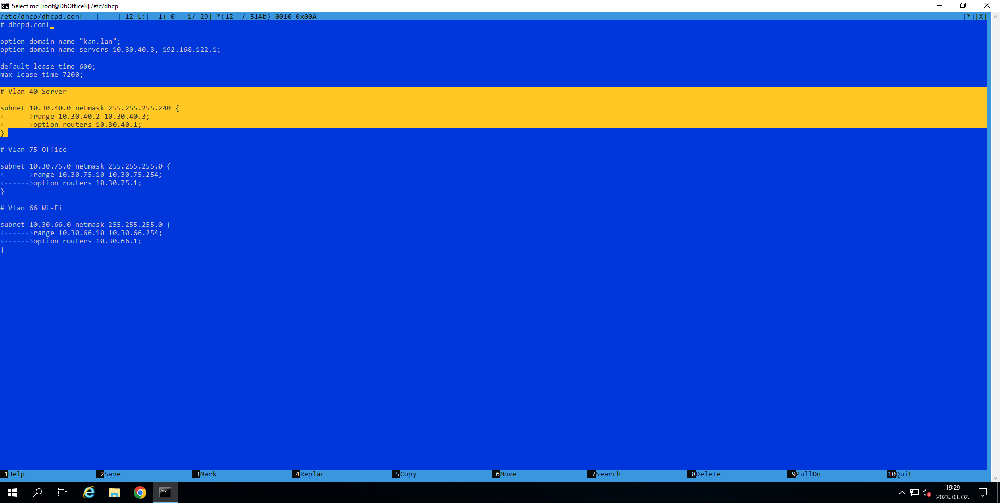 Select mc [root@DbOffice3]:/etc/dhcp
/etc/dhcp/dhcpd.conf   [----] 12 L:[  1+ 0   1/ 29] *(12  / 514b) 0010 0x00A   [*][X]
# dhcpd.conf_
option domain-name "kan.lan";
option domain-name-servers 10.30.40.3, 192.168.122.1;
default-lease-time 600;
max-lease-time 7200;
# Vlan 40 Server
subnet 10.30.40.0 netmask 255.255.255.240 {
<------>range 10.30.40.2 10.30.40.3;
<------>option routers 10.30.40.1;
}
# Vlan 75 Office
subnet 10.30.75.0 netmask 255.255.255.0 {
<------>range 10.30.75.10 10.30.75.254;
<------>option routers 10.30.75.1;
}
# Vlan 66 Wi-Fi
subnet 10.30.66.0 netmask 255.255.255.0 {
<------>range 10.30.66.10 10.30.66.254;
<------>option routers 10.30.66.1;
}
1Help 2Save 3Mark 4Replac 5Copy 6Move 7Search 8Delete 9PullDn 10Quit
19:29
2023. 03. 02.